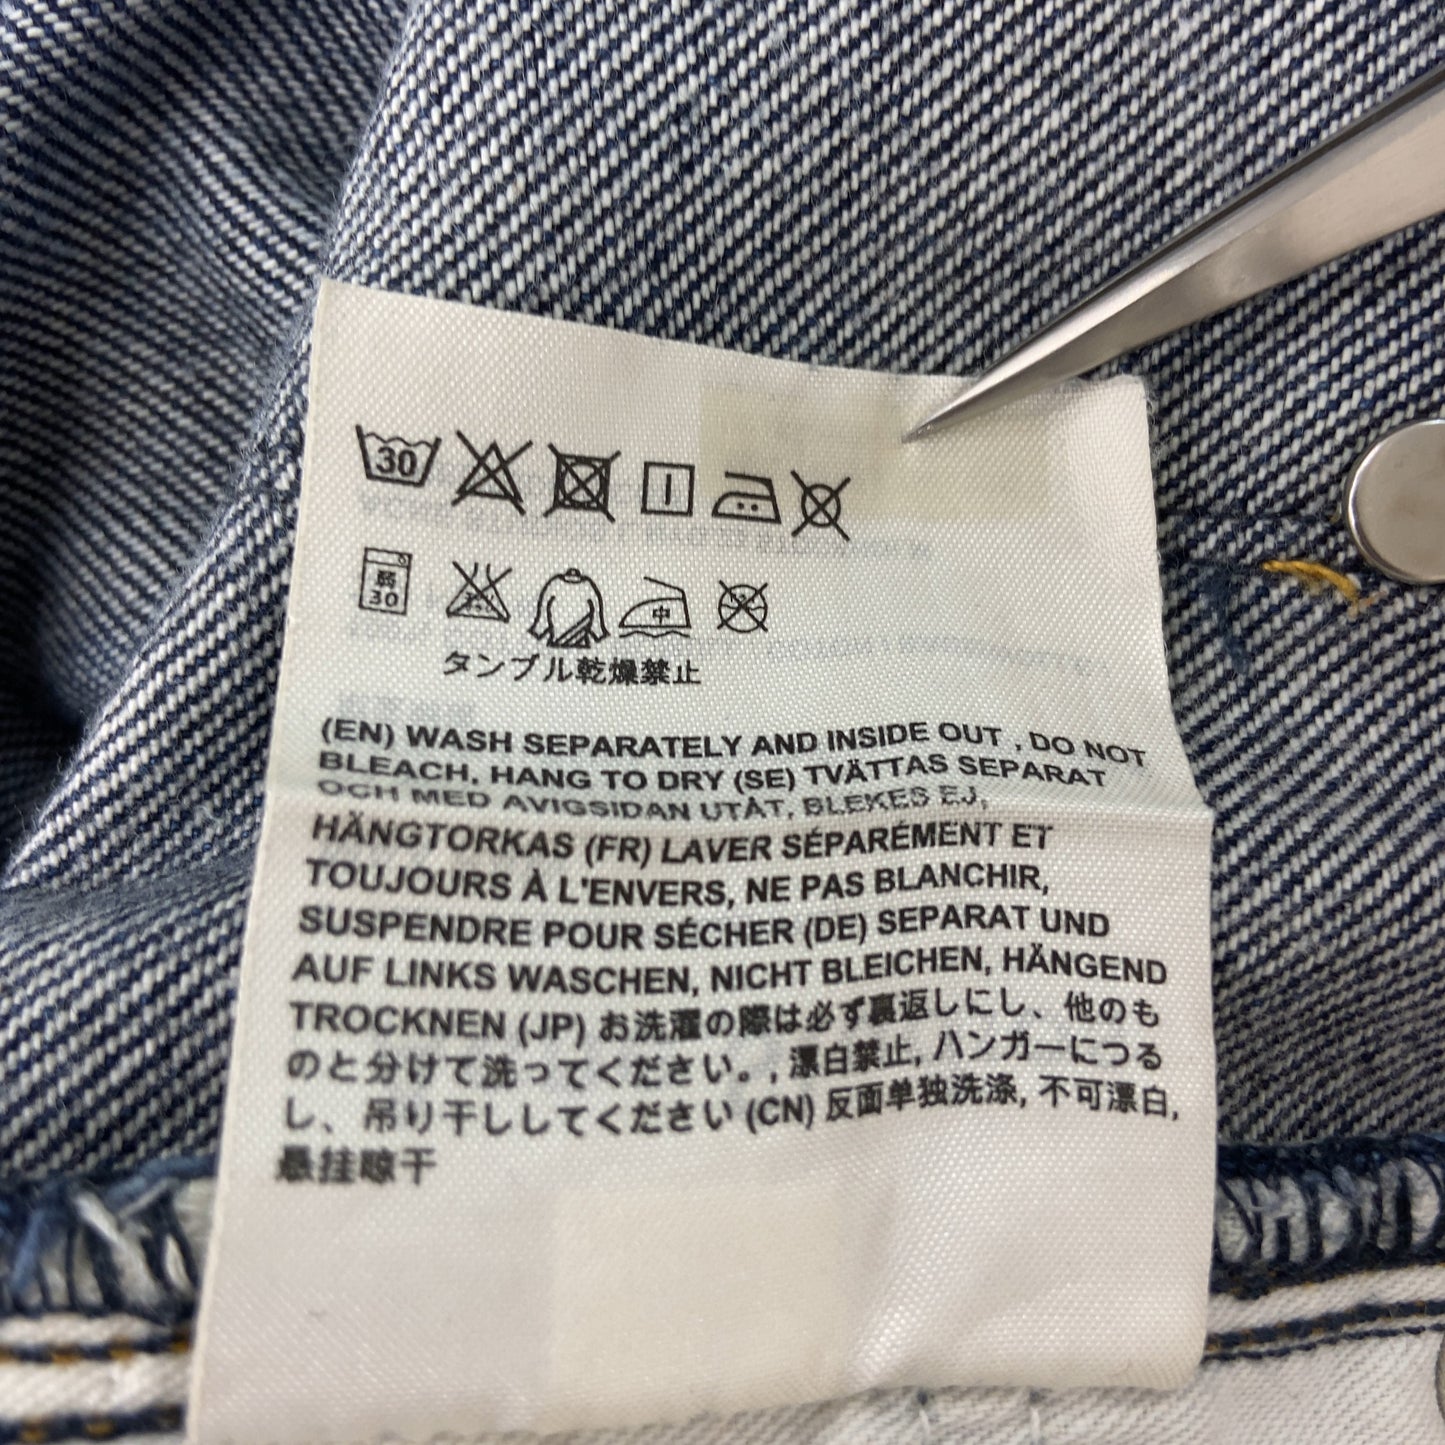 30
弱
30
中
タンブル乾燥禁止
(EN) WASH SEPARATELY AND INSIDE OUT , DO NOT
BLEACH, HANG TO DRY (SE) TVÄTTAS SEPARAT
OCH MED AVIGSIDAN UTÅT, BLEKES EJ,
HÄNGTORKAS (FR) LAVER SÉPARÉMENT ET
TOUJOURS À L'ENVERS, NE PAS BLANCHIR,
SUSPENDRE POUR SÉCHER (DE) SEPARAT UND
AUF LINKS WASCHEN, NICHT BLEICHEN, HÄNGEND
TROCKNEN (JP) お洗濯の際は必ず裏返しにし、他のも
のと分けて洗ってください。, 漂白禁止, ハンガーにつる
し、吊り干ししてください (CN) 反面单独洗涤, 不可漂白,
悬挂晾干